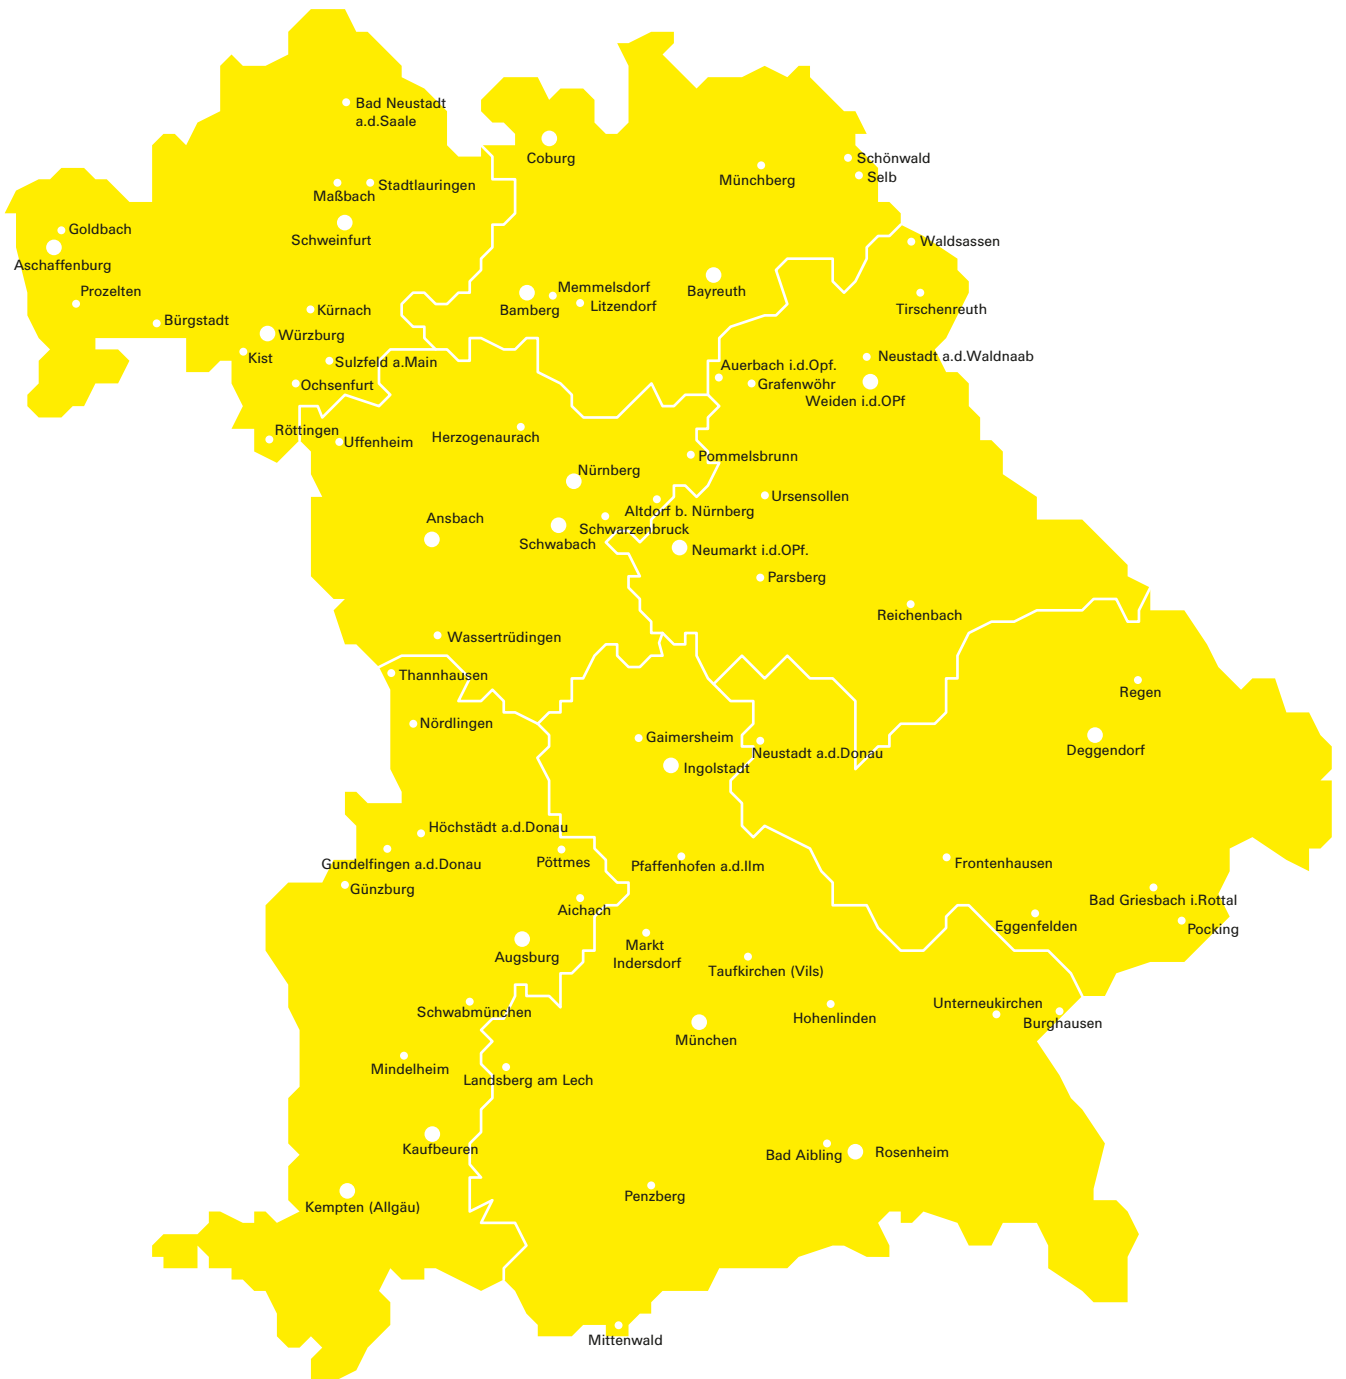 Bad Neustadt
a.d.Saale
Coburg
Schönwald
Münchberg
Selb
Maßbach
Stadtlauringen
Goldbach
Schweinfurt
Waldsassen
Aschaffenburg
Prozelten
Memmelsdorf
Bayreuth
Bamberg
Litzendorf
Tirschenreuth
Kürnach
Bürgstadt
Würzburg
Kist
Sulzfeld a.Main
Neustadt a.d.Waldnaab
Auerbach i.d.Opf.
Ochsenfurt
Grafenwöhr
Weiden i.d.OPf
Röttingen
Uffenheim
Herzogenaurach
Pommelsbrunn
Nürnberg
Ursensollen
Altdorf b. Nürnberg
Ansbach
Schwarzenbruck
Schwabach
Neumarkt i.d.OPf.
Parsberg
Reichenbach
Wassertrüdingen
Thannhausen
Regen
Nördlingen
Gaimersheim
Deggendorf
Neustadt a.d.Donau
Ingolstadt
Höchstädt a.d.Donau
Gundelfingen a.d.Donau
Pöttmes
Pfaffenhofen a.d.Ilm
Frontenhausen
Günzburg
Bad Griesbach i.Rottal
Aichach
Eggenfelden
Pocking
Markt
Indersdorf
Augsburg
Taufkirchen (Vils)
Unterneukirchen
Schwabmünchen
Hohenlinden
Burghausen
München
Mindelheim
Landsberg am Lech
Kaufbeuren
Bad Aibling
Rosenheim
Penzberg
Kempten (Allgäu)
Mittenwald